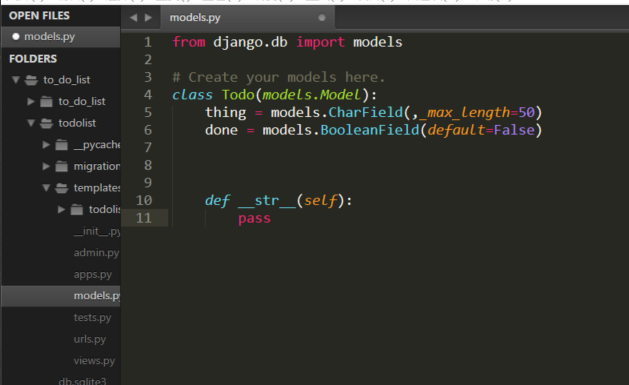 OPEN FILES
models.py
FOLDERS
to_do_list
to_do_list
todolist
__pycache
migration
templates
todolis
__init__.py
admin.py
apps.py
models.py
tests.py
urls.py
views.py
db.sqlite3
models.py
1 from django.db import models
2
3 # Create your models here.
4 class Todo(models.Model):
5 thing = models.CharField(,_max_length=50)
6 done = models.BooleanField(default=False)
7
8
9
10 def __str__(self):
11 pass